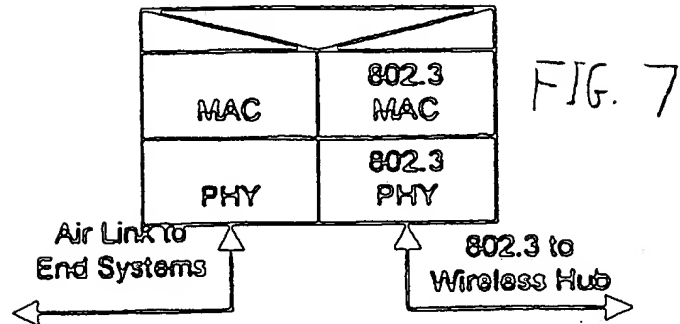 802.3
MAC
MAC
FIG. 7
PHY
802.3
PHY
Air Link to
End Systems
802.3 to
Wireless Hub